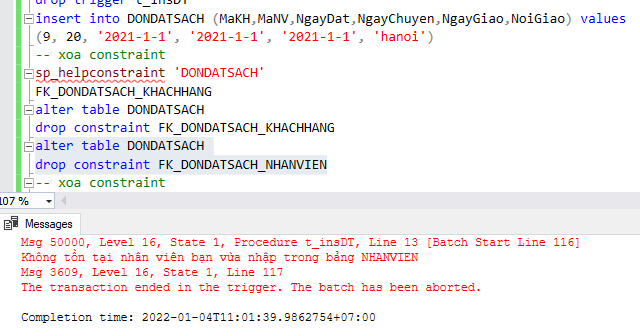 drop trigger t_insDT
insert into DONDATSACH (MaKH,MaNV,NgayDat,NgayChuyen,NgayGiao,NoiGiao) values
(9, 20, '2021-1-1', '2021-1-1', '2021-1-1', 'hanoi')
-- xoa constraint
sp_helpconstraint 'DONDATSACH'
FK_DONDATSACH_KHACHHANG
alter table DONDATSACH
drop constraint FK_DONDATSACH_KHACHHANG
alter table DONDATSACH
drop constraint FK_DONDATSACH_NHANVIEN
-- xoa constraint
107 %
Messages
Msg 50000, Level 16, State 1, Procedure t_insDT, Line 13 [Batch Start Line 116]
Không tồn tại nhân viên bạn vừa nhập trong bảng NHANVIEN
Msg 3609, Level 16, State 1, Line 117
The transaction ended in the trigger. The batch has been aborted.
Completion time: 2022-01-04T11:01:39.9862754+07:00